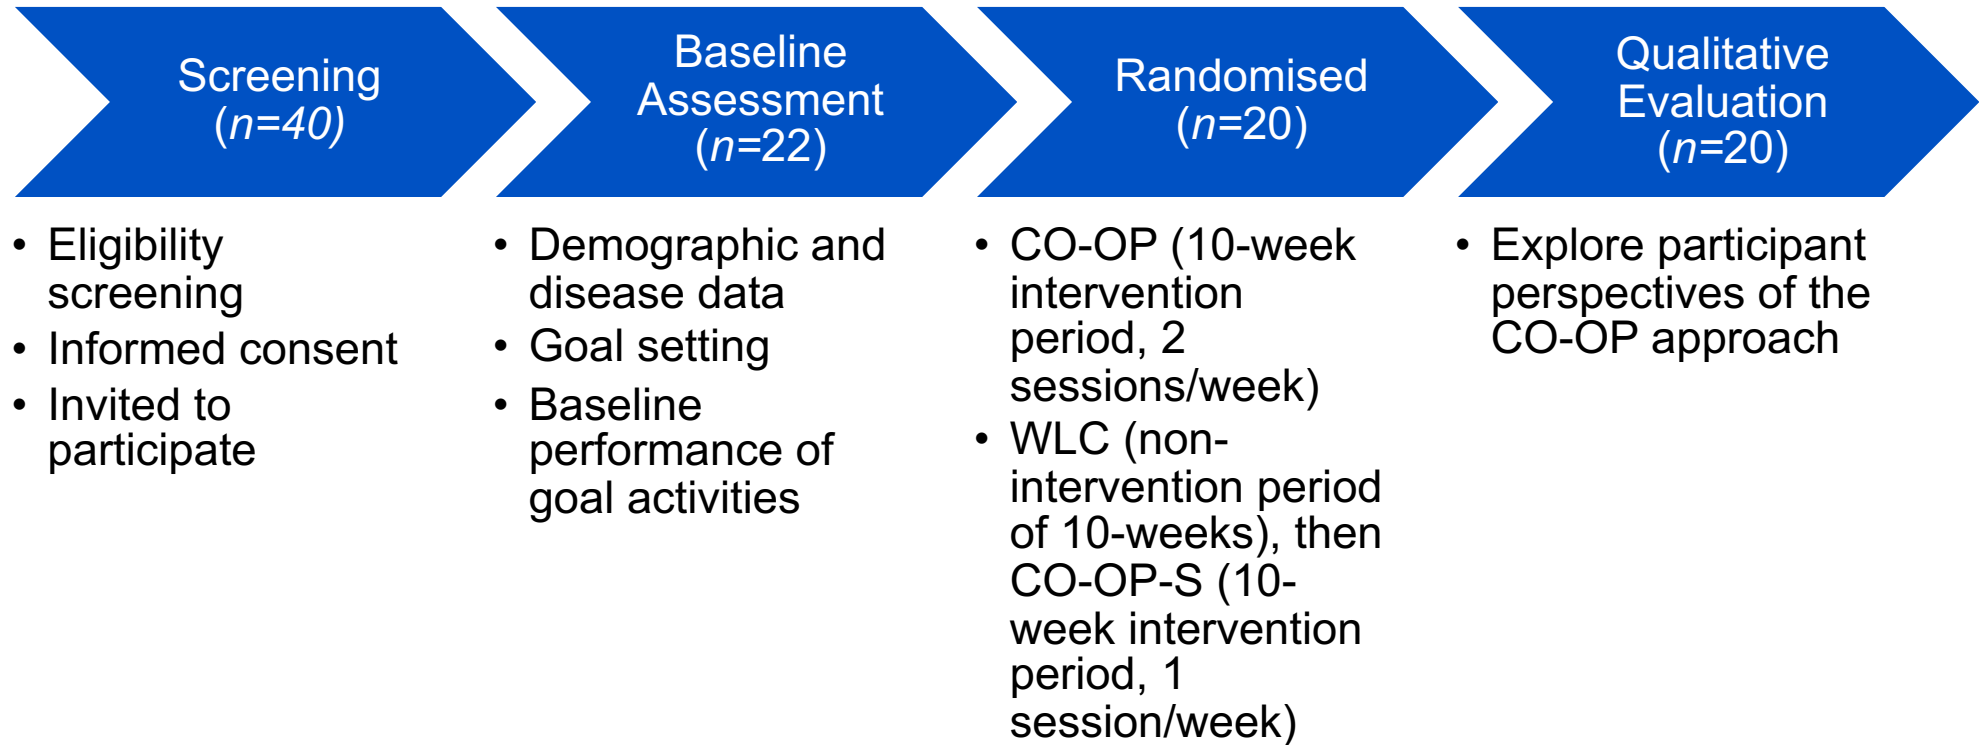 Screening
(n=40)
Baseline
Assessment
(n=22)
Randomised
(n=20)
Qualitative
Evaluation
(n=20)
• Eligibility
screening
• Informed consent
• Invited to
participate
• Demographic and
disease data
• Goal setting
• Baseline
performance of
goal activities
• CO-OP (10-week
intervention
period, 2
sessions/week)
• WLC (non-
intervention period
of 10-weeks), then
CO-OP-S (10-
week intervention
period, 1
session/week)
• Explore participant
perspectives of the
CO-OP approach